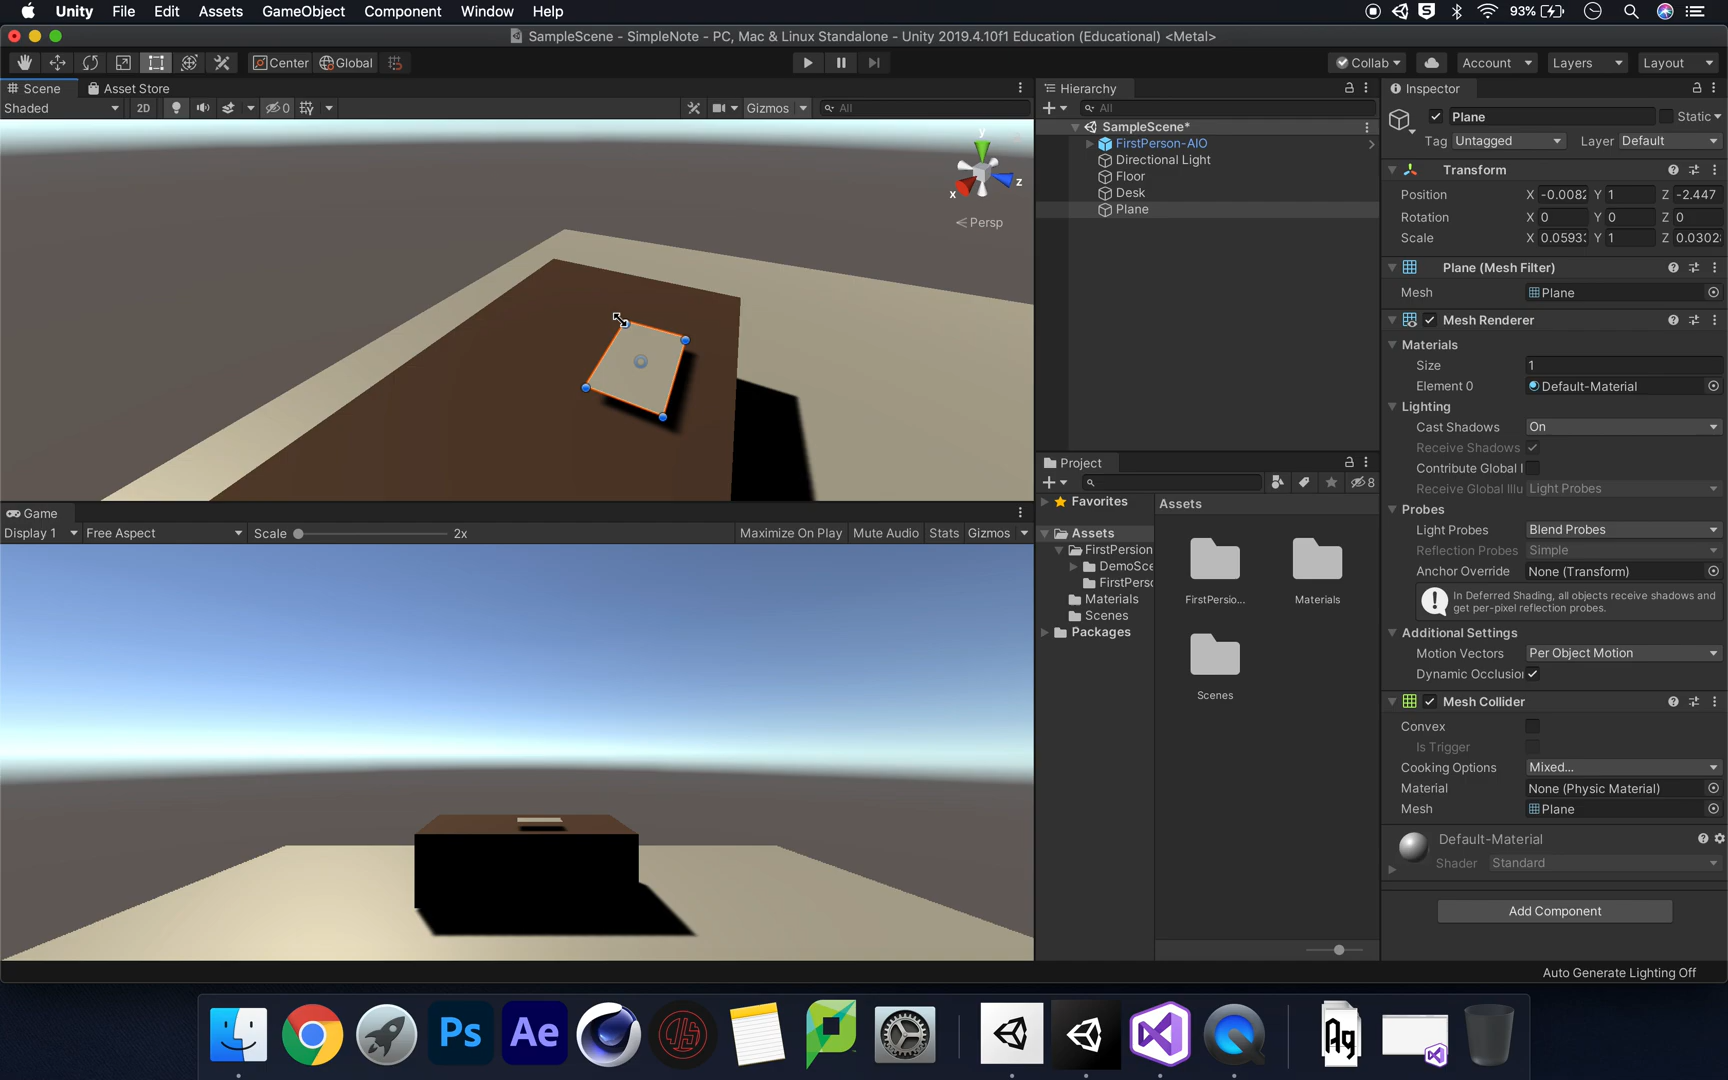 Unity File Edit Assets GameObject Component Window Help 93%
SampleScene - SimpleNote - PC, Mac & Linux Standalone - Unity 2019.4.10f1 Education (Educational) <Metal>
Center Global Collab Account Layers Layout
Scene Asset Store
Shaded 2D 0 Gizmos All
y
x
z
Persp
Hierarchy
All
SampleScene*
FirstPerson-AIO
Directional Light
Floor
Desk
Plane
Inspector
Plane Static
Tag Untagged Layer Default
Transform
Position X -0.0082 Y 1 Z -2.447
Rotation X 0 Y 0 Z 0
Scale X 0.0593 Y 1 Z 0.0302
Plane (Mesh Filter)
Mesh Plane
Mesh Renderer
Materials
Size 1
Element 0 Default-Material
Lighting
Cast Shadows On
Receive Shadows
Contribute Global I
Receive Global Illu Light Probes
Probes
Light Probes Blend Probes
Reflection Probes Simple
Anchor Override None (Transform)
In Deferred Shading, all objects receive shadows and
get per-pixel reflection probes.
Additional Settings
Motion Vectors Per Object Motion
Dynamic Occlusion
Mesh Collider
Convex
Is Trigger
Cooking Options Mixed...
Material None (Physic Material)
Mesh Plane
Default-Material
Shader Standard
Add Component
Game
Display 1 Free Aspect Scale 2x Maximize On Play Mute Audio Stats Gizmos
Project
8
Favorites
Assets
FirstPersion
DemoSce
FirstPerso
Materials
Scenes
Packages
Assets
FirstPersio...
Materials
Scenes
Auto Generate Lighting Off
Ps
Ae
Ag